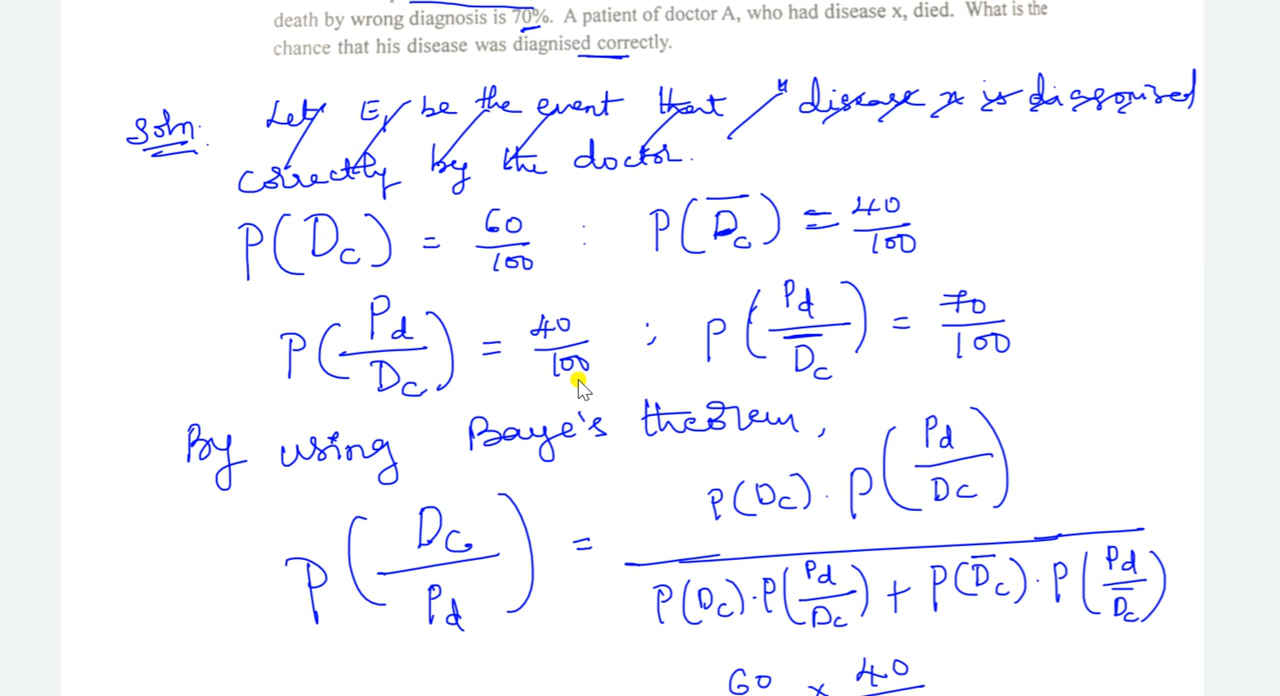 death by wrong diagnosis is 70%. A patient of doctor A, who had disease x, died. What is the
chance that his disease was diagnised correctly.
Soln: Let E, be the event that " disease x is diagonised
correctly by the doctor.
P(Dc) = 60/100 : P(D̅c) = 40/100
P(Pd/Dc) = 40/100 ; P(Pd/D̅c) = 70/100
By using Baye's theorem,
P(Dc/Pd) = P(Dc) . P(Pd/Dc) / P(Dc).P(Pd/Dc) + P(D̅c).P(Pd/D̅c)
60 x 40